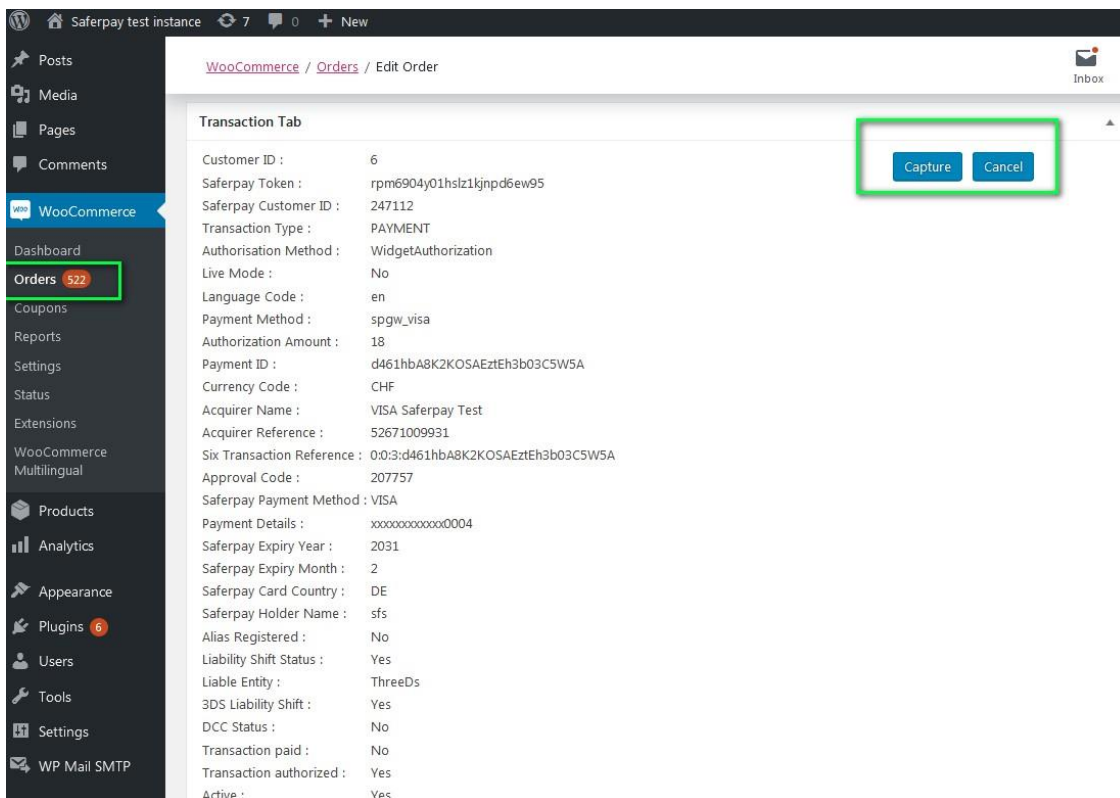 Saferpay test instance 7 0 + New
Posts
Media
Pages
Comments
WooCommerce
Dashboard
Orders 522
Coupons
Reports
Settings
Status
Extensions
WooCommerce
Multilingual
Products
Analytics
Appearance
Plugins 6
Users
Tools
Settings
WP Mail SMTP
WooCommerce / Orders / Edit Order
Inbox
Transaction Tab
Capture Cancel
Customer ID : 6
Saferpay Token : rpm6904y01hslz1kjnpd6ew95
Saferpay Customer ID : 247112
Transaction Type : PAYMENT
Authorisation Method : WidgetAuthorization
Live Mode : No
Language Code : en
Payment Method : spgw_visa
Authorization Amount : 18
Payment ID : d461hbA8K2KOSAEztEh3b03C5W5A
Currency Code : CHF
Acquirer Name : VISA Saferpay Test
Acquirer Reference : 52671009931
Six Transaction Reference : 0:0:3:d461hbA8K2KOSAEztEh3b03C5W5A
Approval Code : 207757
Saferpay Payment Method : VISA
Payment Details : xxxxxxxxxxxx0004
Saferpay Expiry Year : 2031
Saferpay Expiry Month : 2
Saferpay Card Country : DE
Saferpay Holder Name : sfs
Alias Registered : No
Liability Shift Status : Yes
Liable Entity : ThreeDs
3DS Liability Shift : Yes
DCC Status : No
Transaction paid : No
Transaction authorized : Yes
Active : Yes